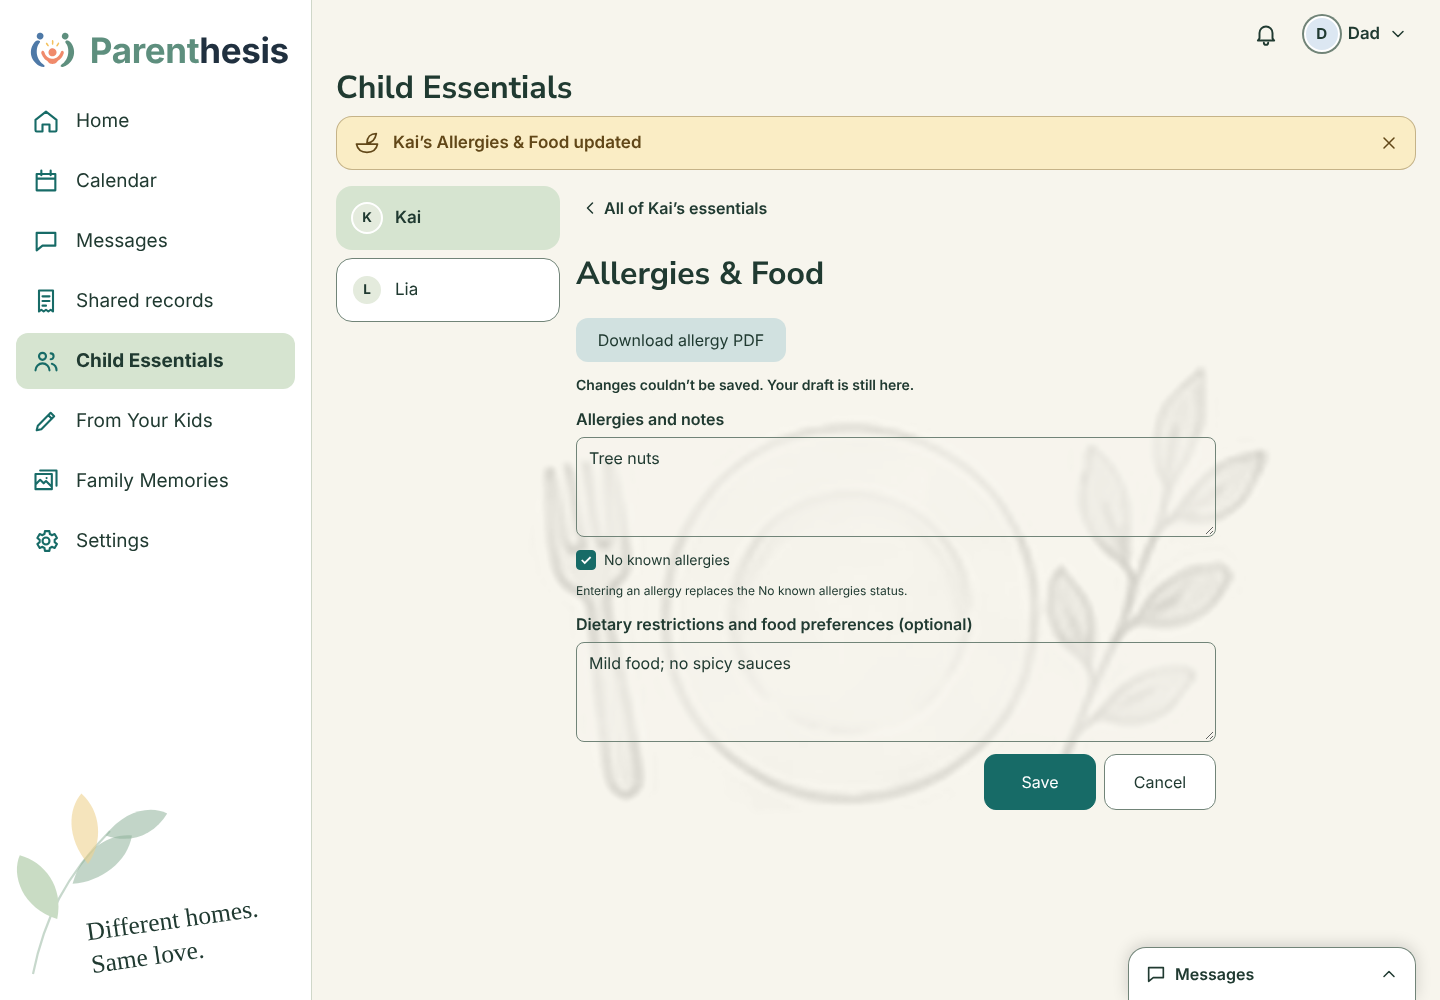 Parenthesis
Home
Calendar
Messages
Shared records
Child Essentials
From Your Kids
Family Memories
Settings
Different homes.
Same love.
D
Dad
Child Essentials
Kai’s Allergies & Food updated
K
Kai
L
Lia
All of Kai’s essentials
Allergies & Food
Download allergy PDF
Changes couldn’t be saved. Your draft is still here.
Allergies and notes
Tree nuts
No known allergies
Entering an allergy replaces the No known allergies status.
Dietary restrictions and food preferences (optional)
Mild food; no spicy sauces
Save
Cancel
Messages